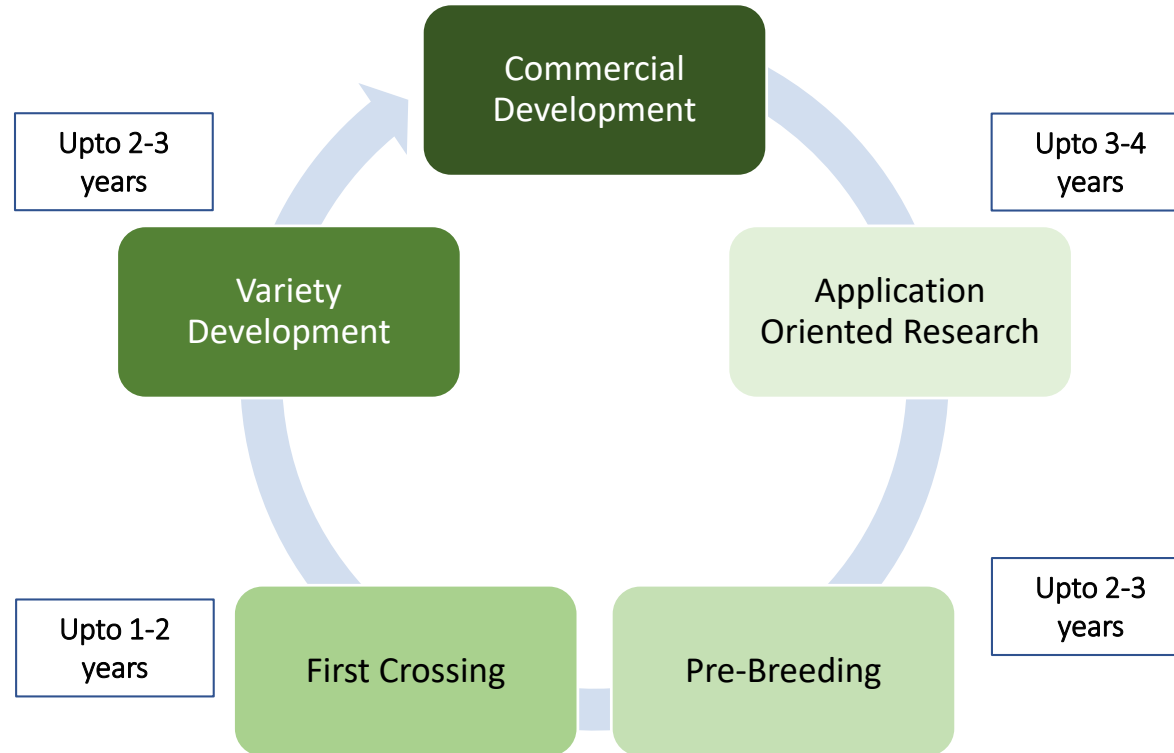 Commercial
Development
Upto 2-3
years
Upto 3-4
years
Variety
Development
Application
Oriented Research
Upto 1-2
years
First Crossing
Pre-Breeding
Upto 2-3
years